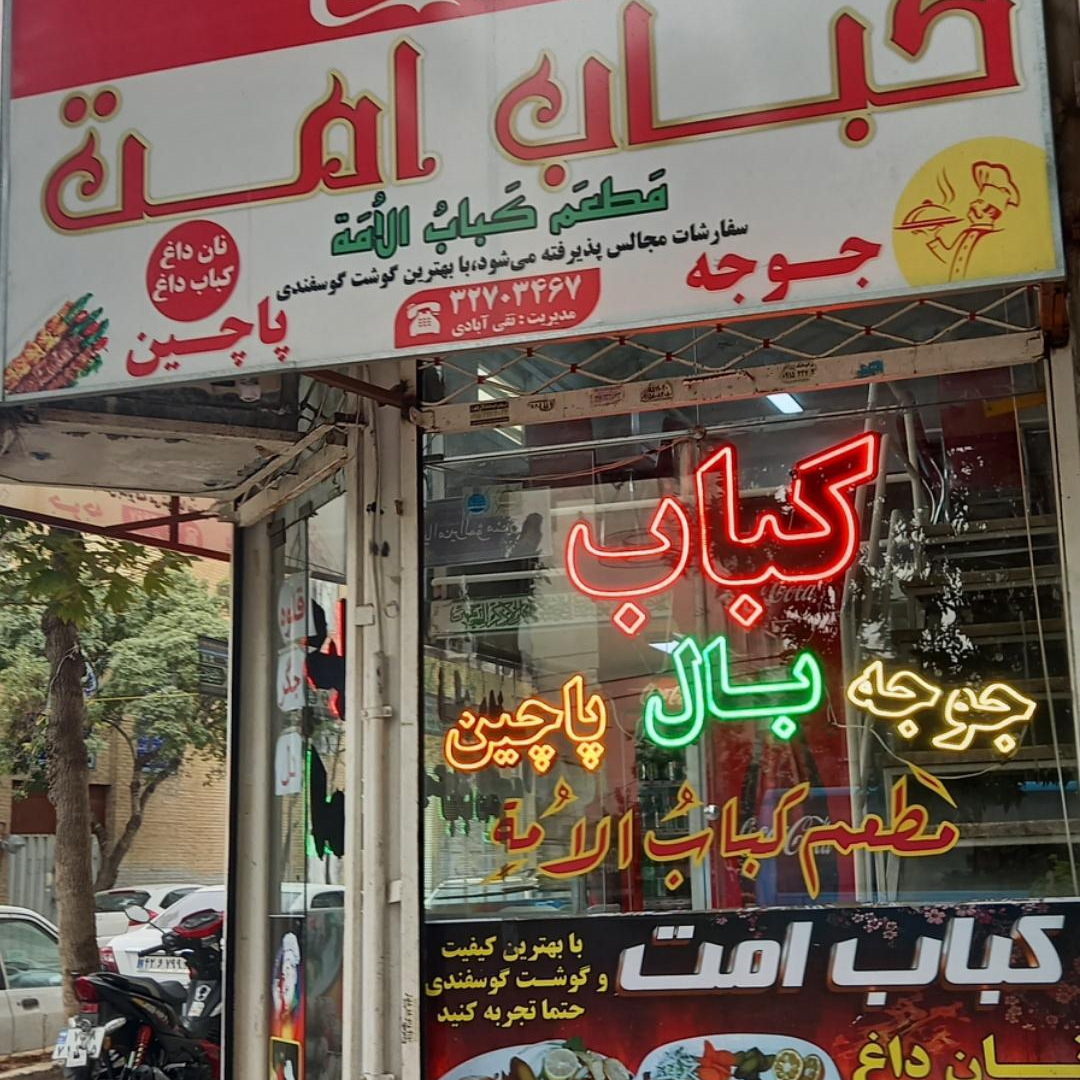 کباب امت
مَطعَم کَبابُ الاُمَة
سفارشات مجالس پذیرفته می‌شود،با بهترین گوشت گوسفندی
نان داغ
کباب داغ
جوجه
پاچین
۳۲۷۰۳۴۶۷
مدیریت : تقی آبادی
کباب
جوجه
بال
پاچین
مطعم کبابُ الاُمةِ
کباب امت
با بهترین کیفیت
و گوشت گوسفندی
حتما تجربه کنید
نان داغ